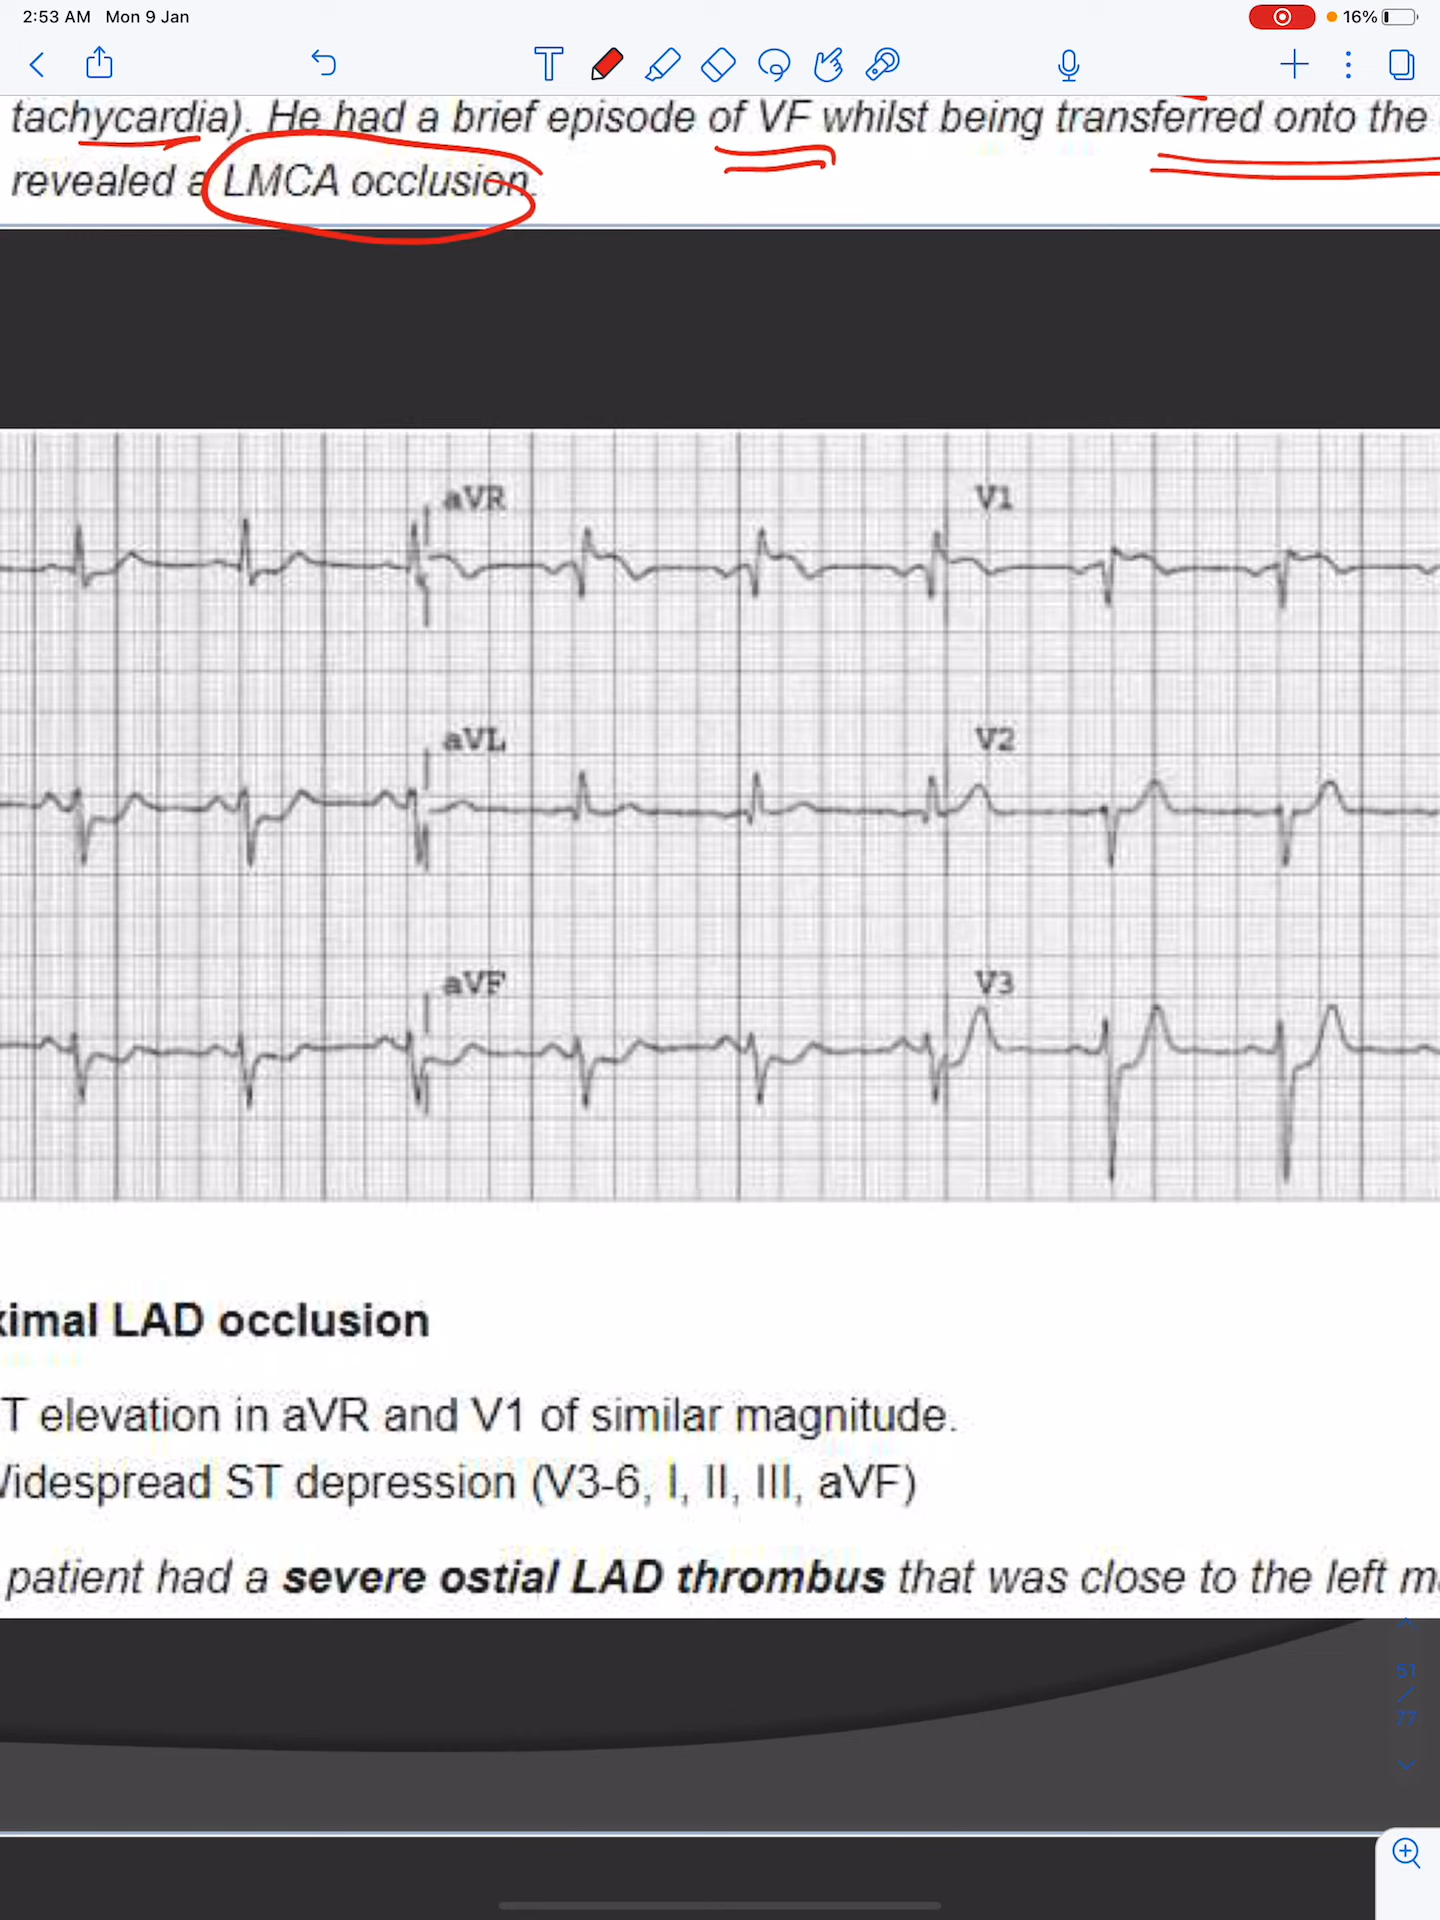 2:53 AM Mon 9 Jan
16%
tachycardia). He had a brief episode of VF whilst being transferred onto the
revealed a LMCA occlusion.
aVR V1
aVL V2
aVF V3
ximal LAD occlusion
T elevation in aVR and V1 of similar magnitude.
Videspread ST depression (V3-6, I, II, III, aVF)
patient had a severe ostial LAD thrombus that was close to the left m
51
/
77